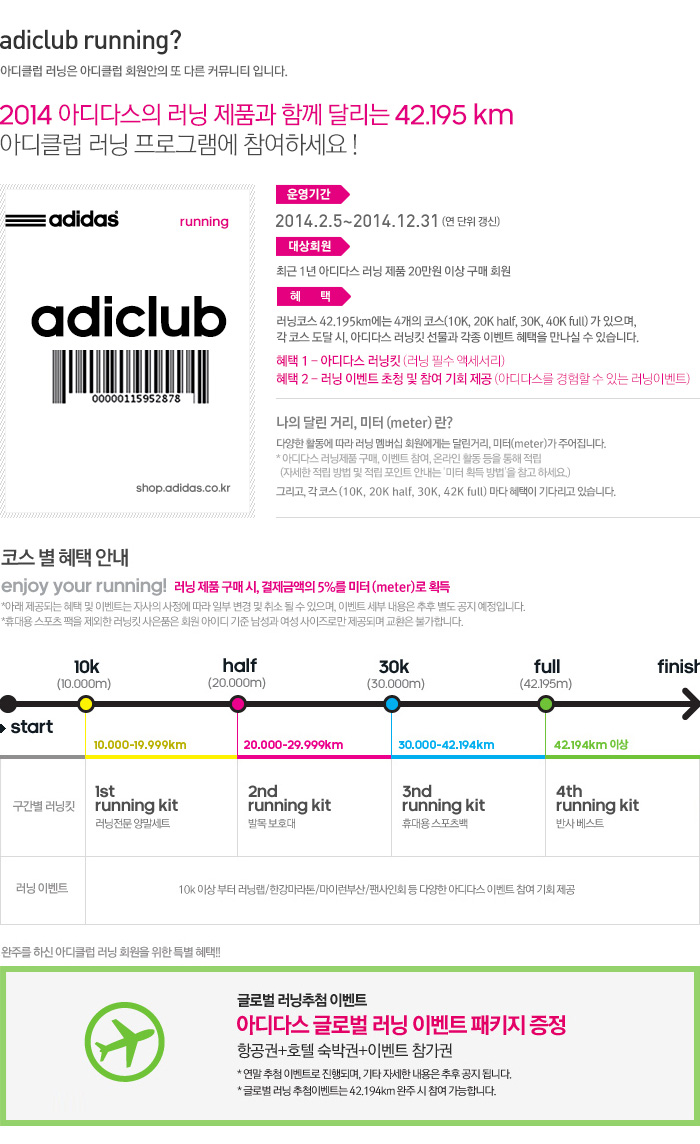 adiclub running?
아디클럽 러닝은 아디클럽 회원안의 또 다른 커뮤니티 입니다.
2014 아디다스의 러닝 제품과 함께 달리는 42.195 km
아디클럽 러닝 프로그램에 참여하세요 !
adidas
running
adiclub
00000115952878
shop.adidas.co.kr
운영기간
2014.2.5~2014.12.31 (연 단위 갱신)
대상회원
최근 1년 아디다스 러닝 제품 20만원 이상 구매 회원
혜 택
러닝코스 42.195km에는 4개의 코스(10K, 20K half, 30K, 40K full) 가 있으며,
각 코스 도달 시, 아디다스 러닝킷 선물과 각종 이벤트 혜택을 만나실 수 있습니다.
혜택 1 – 아디다스 러닝킷 (러닝 필수 액세서리)
혜택 2 – 러닝 이벤트 초청 및 참여 기회 제공 (아디다스를 경험할 수 있는 러닝이벤트)
나의 달린 거리, 미터 (meter) 란?
다양한 활동에 따라 러닝 멤버십 회원에게는 달린거리, 미터(meter)가 주어집니다.
* 아디다스 러닝제품 구매, 이벤트 참여, 온라인 활동 등을 통해 적립
(자세한 적립 방법 및 적립 포인트 안내는 '미터 획득 방법'을 참고 하세요.)
그리고, 각 코스 (10K, 20K half, 30K, 42K full) 마다 혜택이 기다리고 있습니다.
코스 별 혜택 안내
enjoy your running! 러닝 제품 구매 시, 결제금액의 5%를 미터 (meter)로 획득
*아래 제공되는 혜택 및 이벤트는 자사의 사정에 따라 일부 변경 및 취소 될 수 있으며, 이벤트 세부 내용은 추후 별도 공지 예정입니다.
*휴대용 스포츠 팩을 제외한 러닝킷 사은품은 회원 아이디 기준 남성과 여성 사이즈로만 제공되며 교환은 불가합니다.
10k half 30k full finish
(10.000m) (20.000m) (30.000m) (42.195m)
start
10.000-19.999km 20.000-29.999km 30.000-42.194km 42.194km 이상
구간별 러닝킷
1st running kit
러닝전문 양말세트
2nd running kit
발목 보호대
3nd running kit
휴대용 스포츠백
4th running kit
반사 베스트
러닝 이벤트
10k 이상 부터 러닝랩/한강마라톤/마이런부산/팬사인회 등 다양한 아디다스 이벤트 참여 기회 제공
완주를 하신 아디클럽 러닝 회원을 위한 특별 혜택!!
글로벌 러닝추첨 이벤트
아디다스 글로벌 러닝 이벤트 패키지 증정
항공권+호텔 숙박권+이벤트 참가권
* 연말 추첨 이벤트로 진행되며, 기타 자세한 내용은 추후 공지 됩니다.
* 글로벌 러닝 추첨이벤트는 42.194km 완주 시 참여 가능합니다.